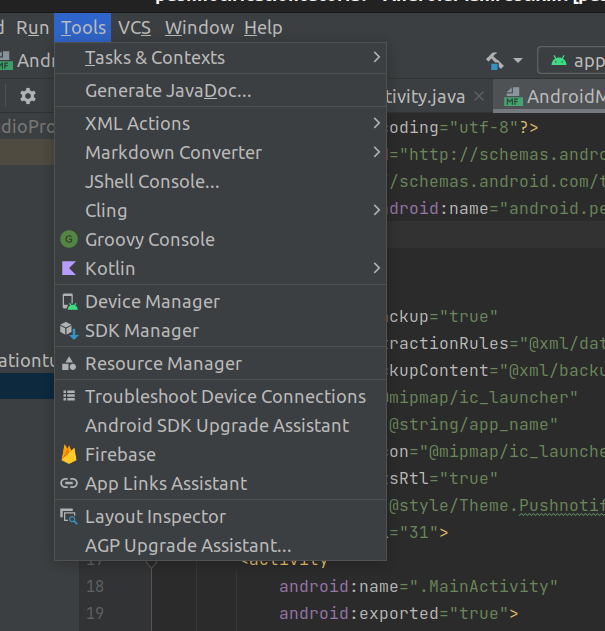 Run Tools VCS Window Help
Andr
app
Tasks & Contexts
Generate JavaDoc...
tivity.java
AndroidM
dioPro
XML Actions
coding="utf-8"?>
Markdown Converter
d="http://schemas.andro
JShell Console...
//schemas.android.com/t
Cling
ndroid:name="android.pe
Groovy Console
Kotlin
Device Manager
ckup="true"
SDK Manager
tractionRules="@xml/dat
ationtu
Resource Manager
ckupContent="@xml/backu
Troubleshoot Device Connections
mipmap/ic_launcher"
Android SDK Upgrade Assistant
@string/app_name"
Firebase
con="@mipmap/ic_launche
App Links Assistant
sRtl="true"
Layout Inspector
@style/Theme.Pushnotif
AGP Upgrade Assistant...
="31">
17 <activity
18 android:name=".MainActivity"
19 android:exported="true">